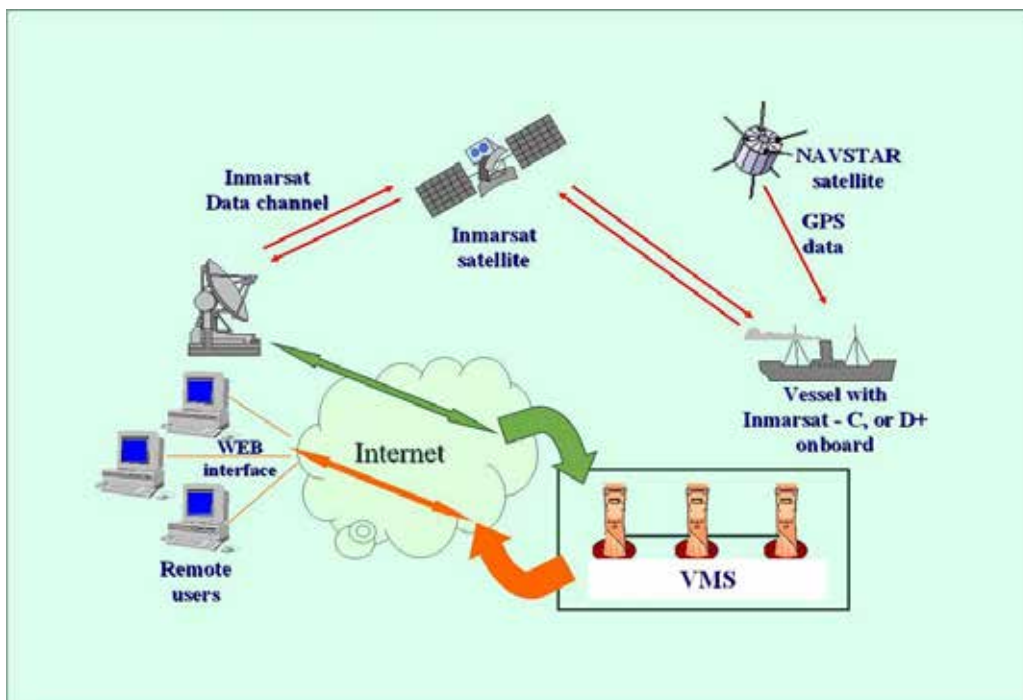 NAVSTAR
satellite
Inmarsat
Data channel
GPS
data
Inmarsat
satellite
Vessel with
Inmarsat - C, or D+
onboard
WEB
interface
Internet
Remote
users
VMS